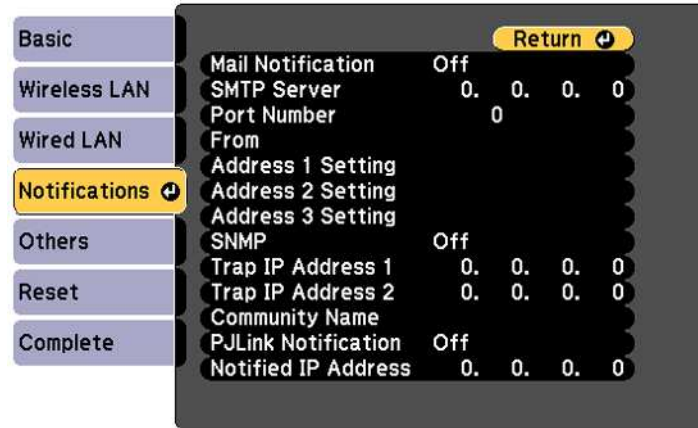 Basic
Wireless LAN
Wired LAN
Notifications
Others
Reset
Complete
Return
Mail Notification Off
SMTP Server 0. 0. 0. 0
Port Number 0
From
Address 1 Setting
Address 2 Setting
Address 3 Setting
SNMP Off
Trap IP Address 1 0. 0. 0. 0
Trap IP Address 2 0. 0. 0. 0
Community Name
PJLink Notification Off
Notified IP Address 0. 0. 0. 0